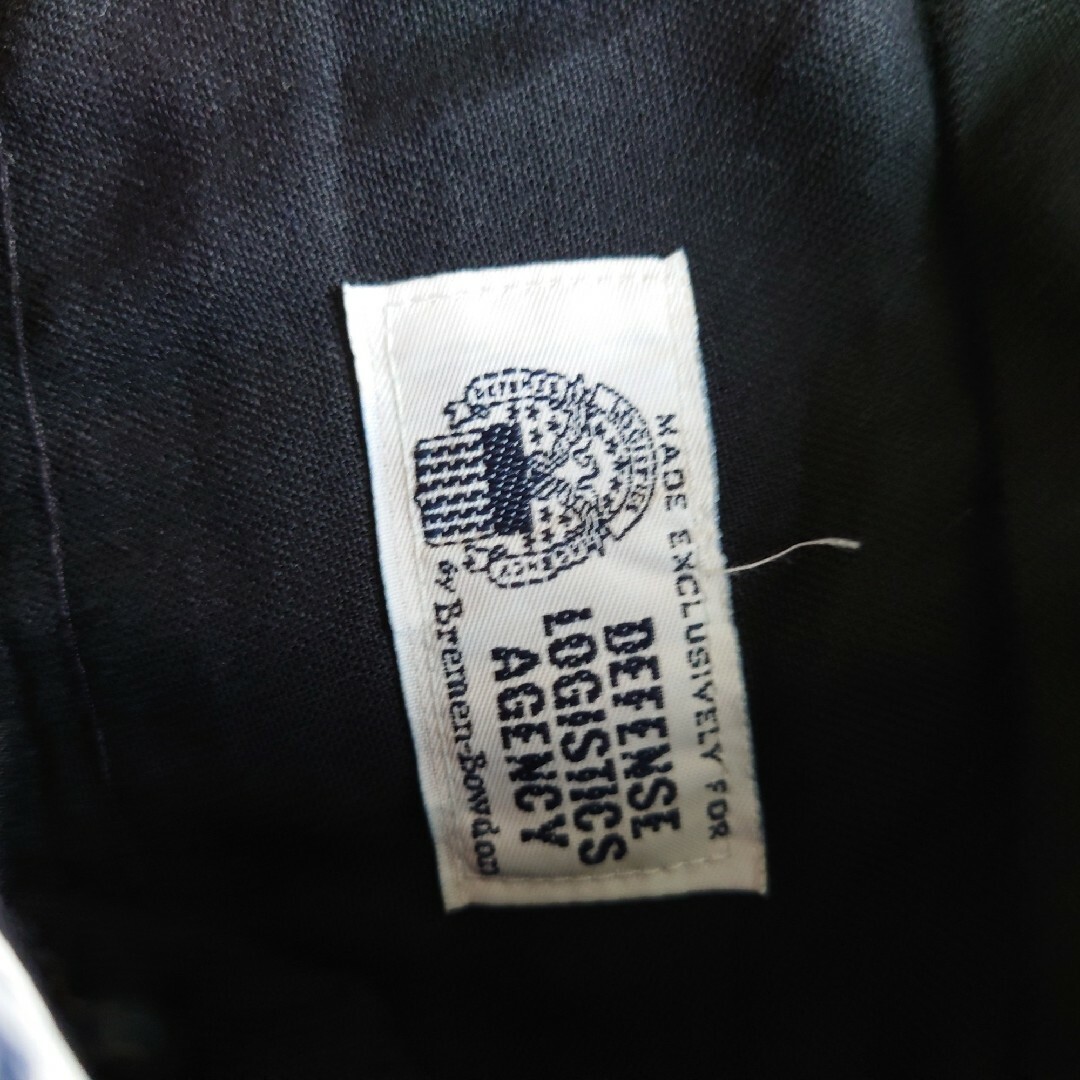 MADE EXCLUSIVELY FOR
DEFENSE
LOGISTICS
AGENCY
by Bremen-Bowdon